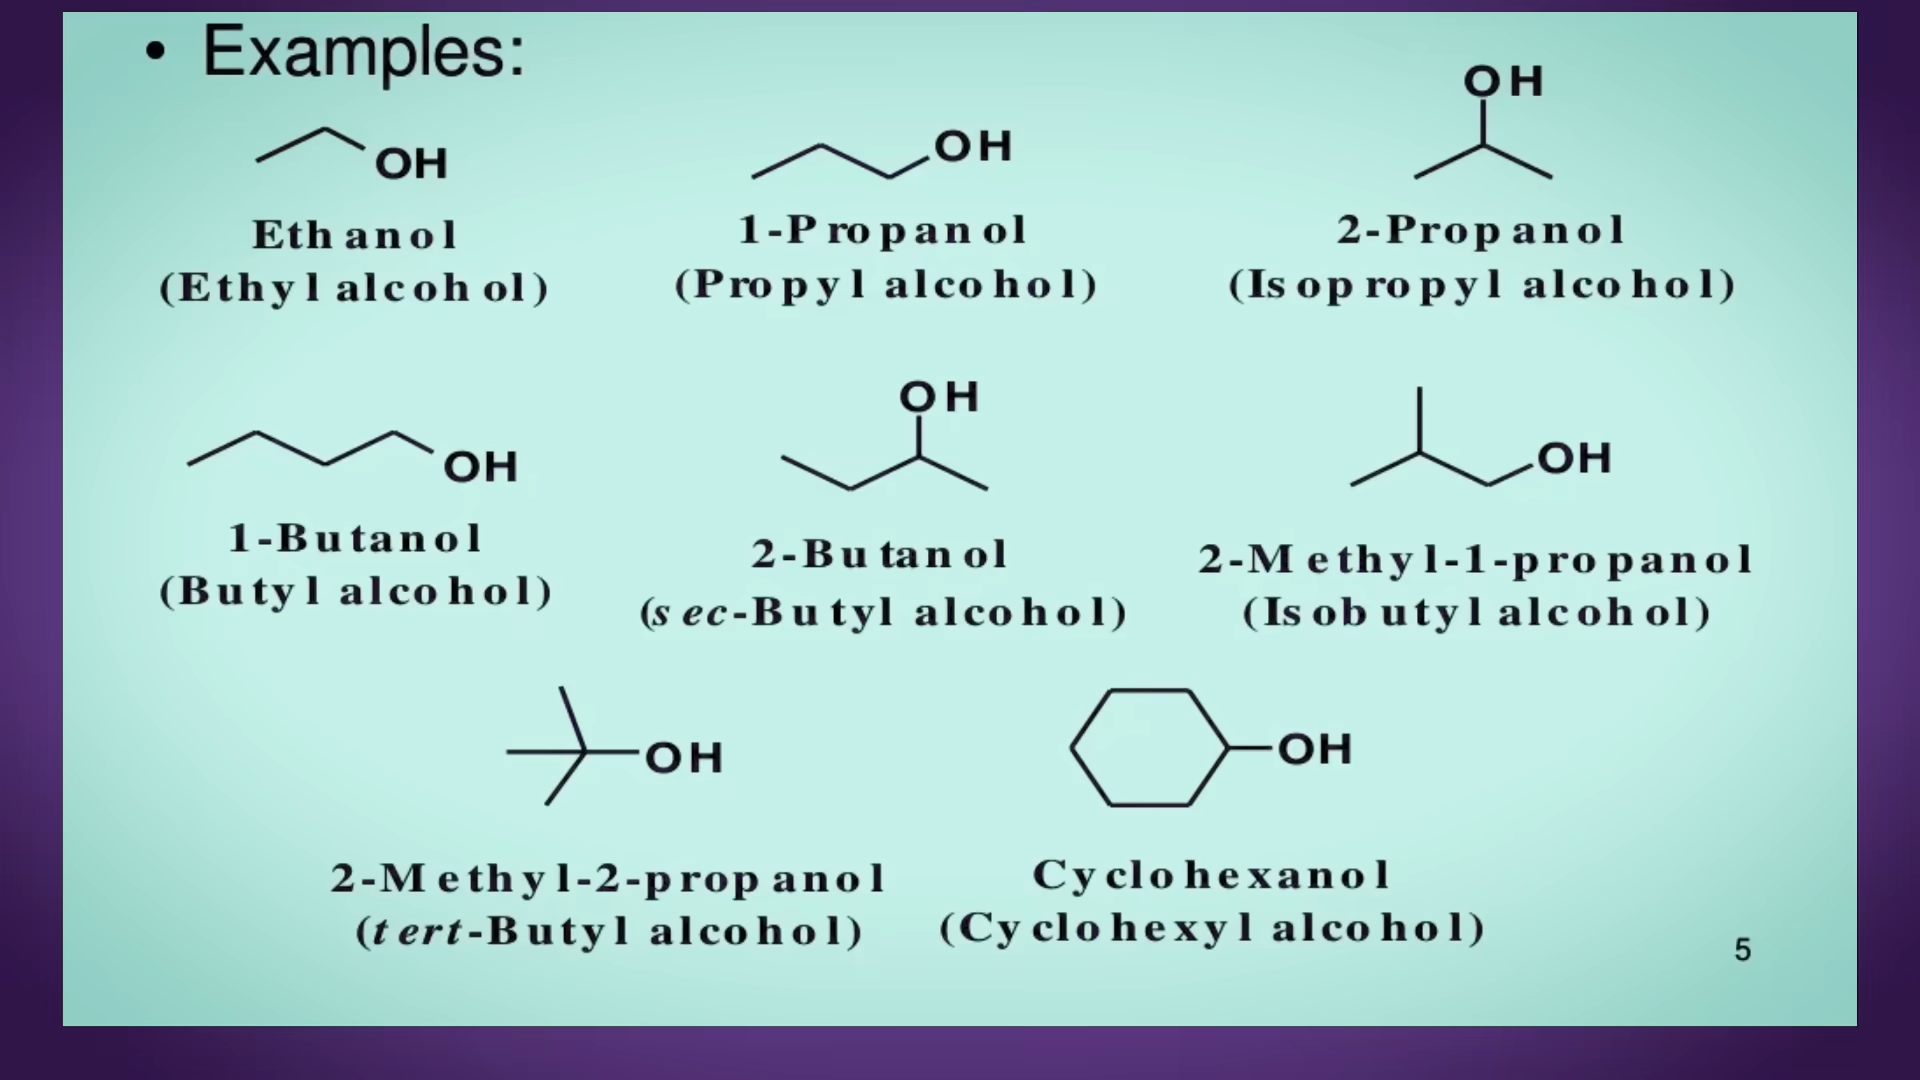 • Examples:
OH
Ethanol
(Ethyl alcohol)
OH
1-Propanol
(Propyl alcohol)
OH
2-Propanol
(Isopropyl alcohol)
OH
1-Butanol
(Butyl alcohol)
OH
2-Butanol
(sec-Butyl alcohol)
OH
2-Methyl-1-propanol
(Isobutyl alcohol)
OH
2-Methyl-2-propanol
(tert-Butyl alcohol)
OH
Cyclohexanol
(Cyclohexyl alcohol)
5